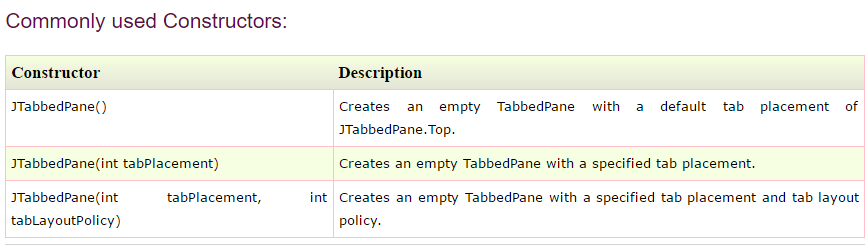 Commonly used Constructors:
Constructor Description
JTabbedPane() Creates an empty TabbedPane with a default tab placement of
JTabbedPane.Top.
JTabbedPane(int tabPlacement) Creates an empty TabbedPane with a specified tab placement.
JTabbedPane(int tabPlacement, int
tabLayoutPolicy)
Creates an empty TabbedPane with a specified tab placement and tab layout
policy.